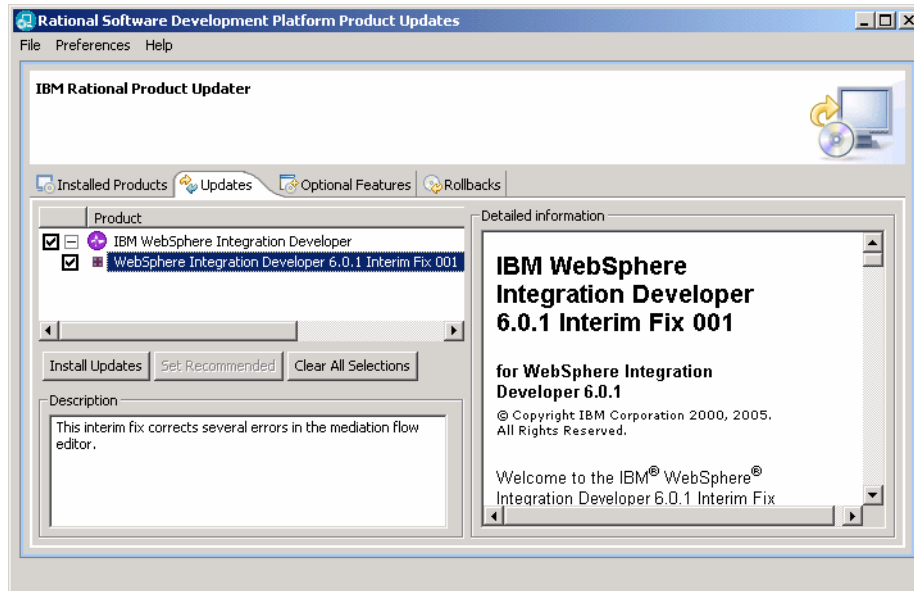 Rational Software Development Platform Product Updates
File Preferences Help
IBM Rational Product Updater
Installed Products Updates Optional Features Rollbacks
Product
IBM WebSphere Integration Developer
WebSphere Integration Developer 6.0.1 Interim Fix 001
Install Updates Set Recommended Clear All Selections
Description
This interim fix corrects several errors in the mediation flow
editor.
Detailed information
IBM WebSphere
Integration Developer
6.0.1 Interim Fix 001
for WebSphere Integration
Developer 6.0.1
© Copyright IBM Corporation 2000, 2005.
All Rights Reserved.
Welcome to the IBM® WebSphere®
Integration Developer 6.0.1 Interim Fix